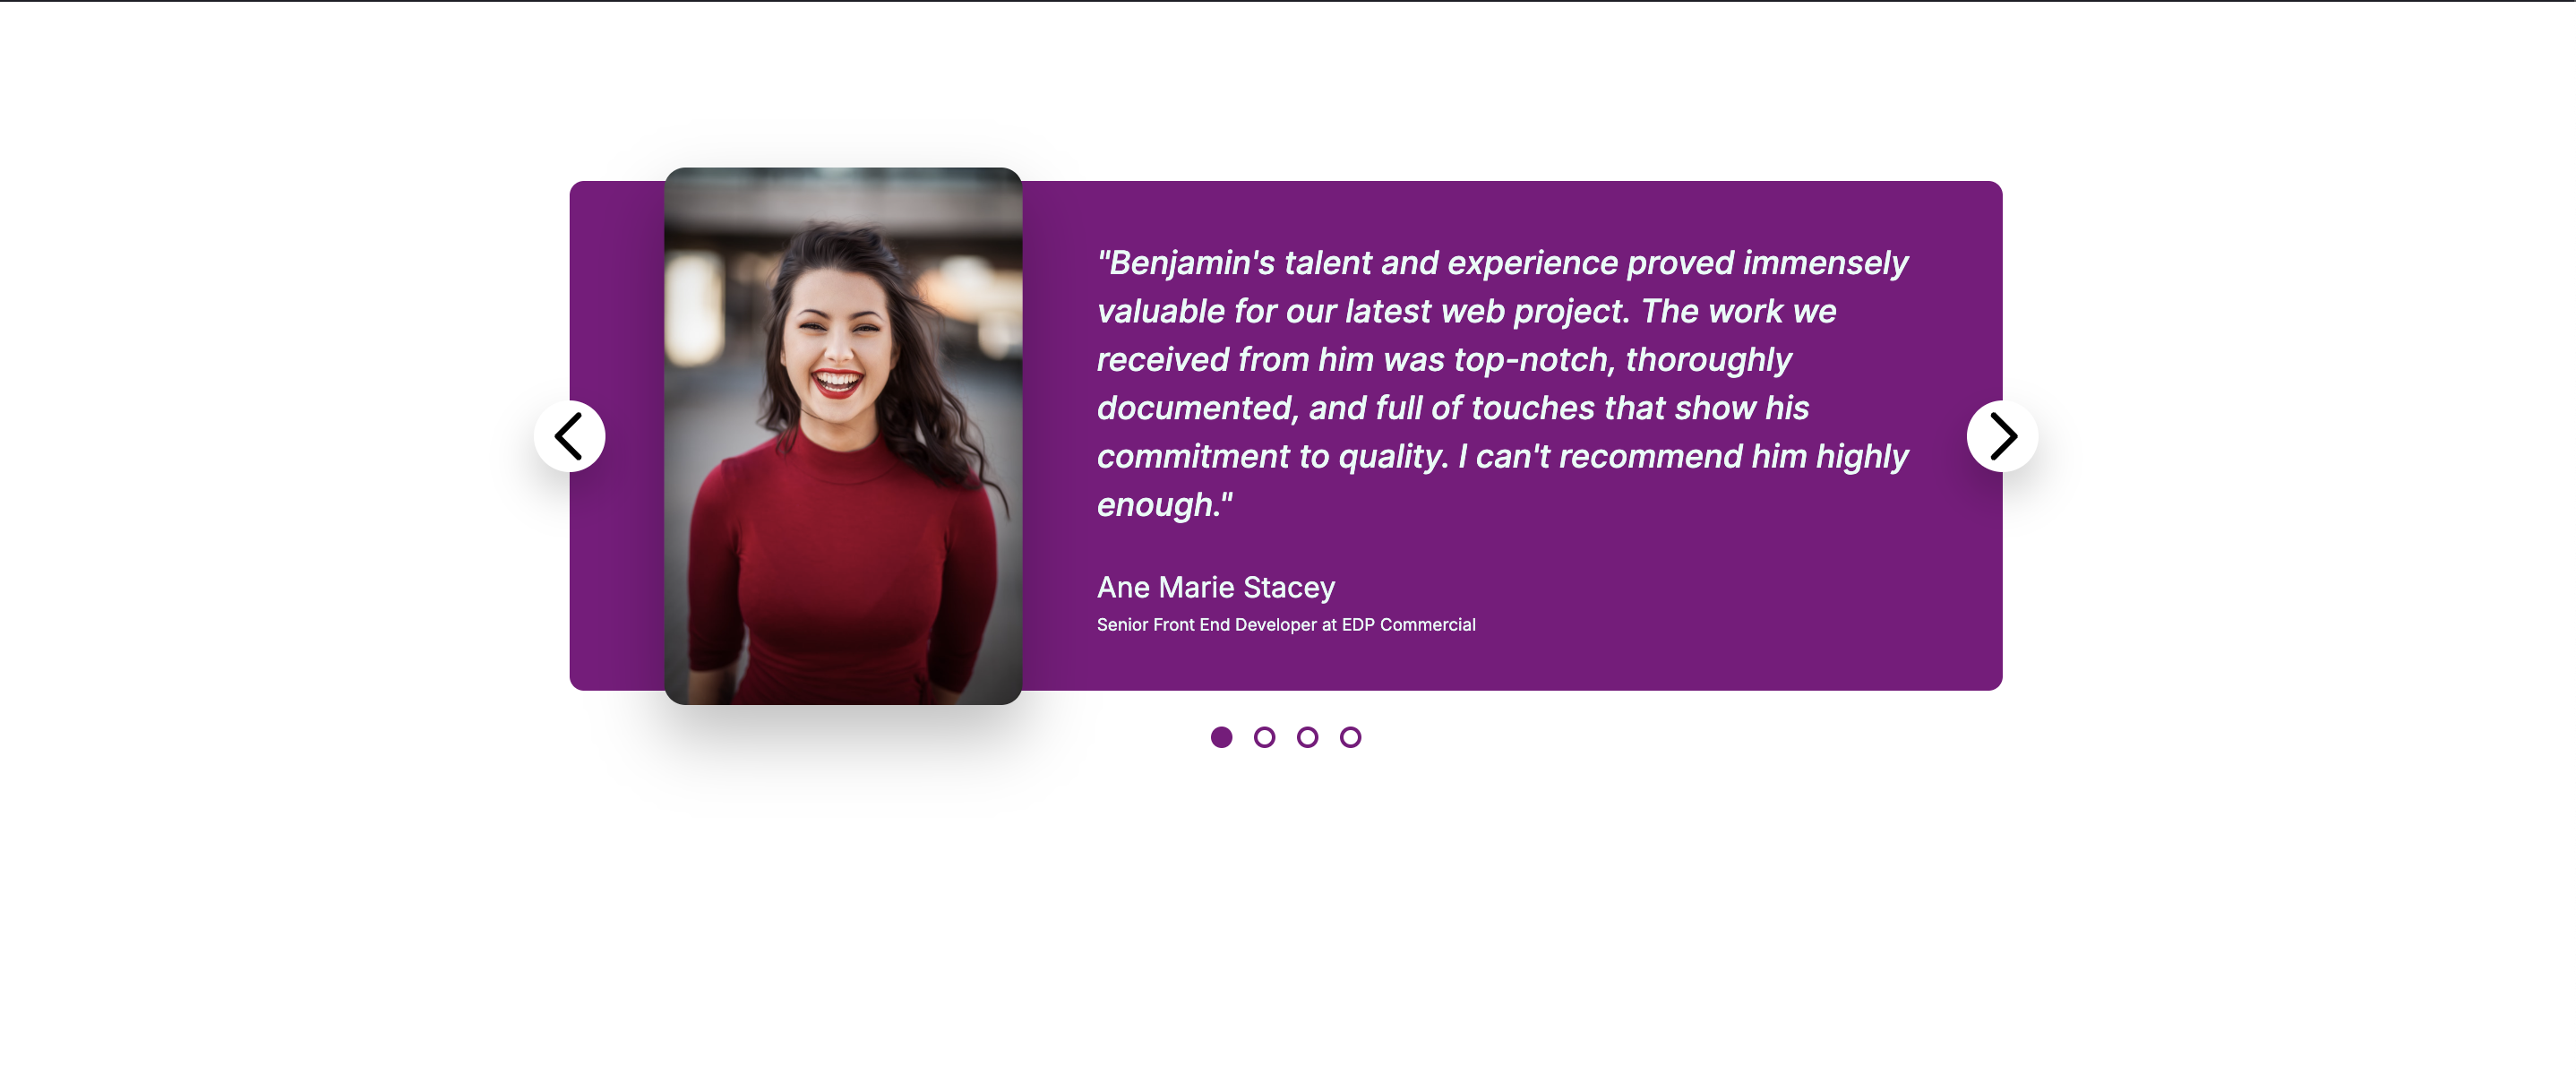 "Benjamin's talent and experience proved immensely
valuable for our latest web project. The work we
received from him was top-notch, thoroughly
documented, and full of touches that show his
commitment to quality. I can't recommend him highly
enough."
Ane Marie Stacey
Senior Front End Developer at EDP Commercial